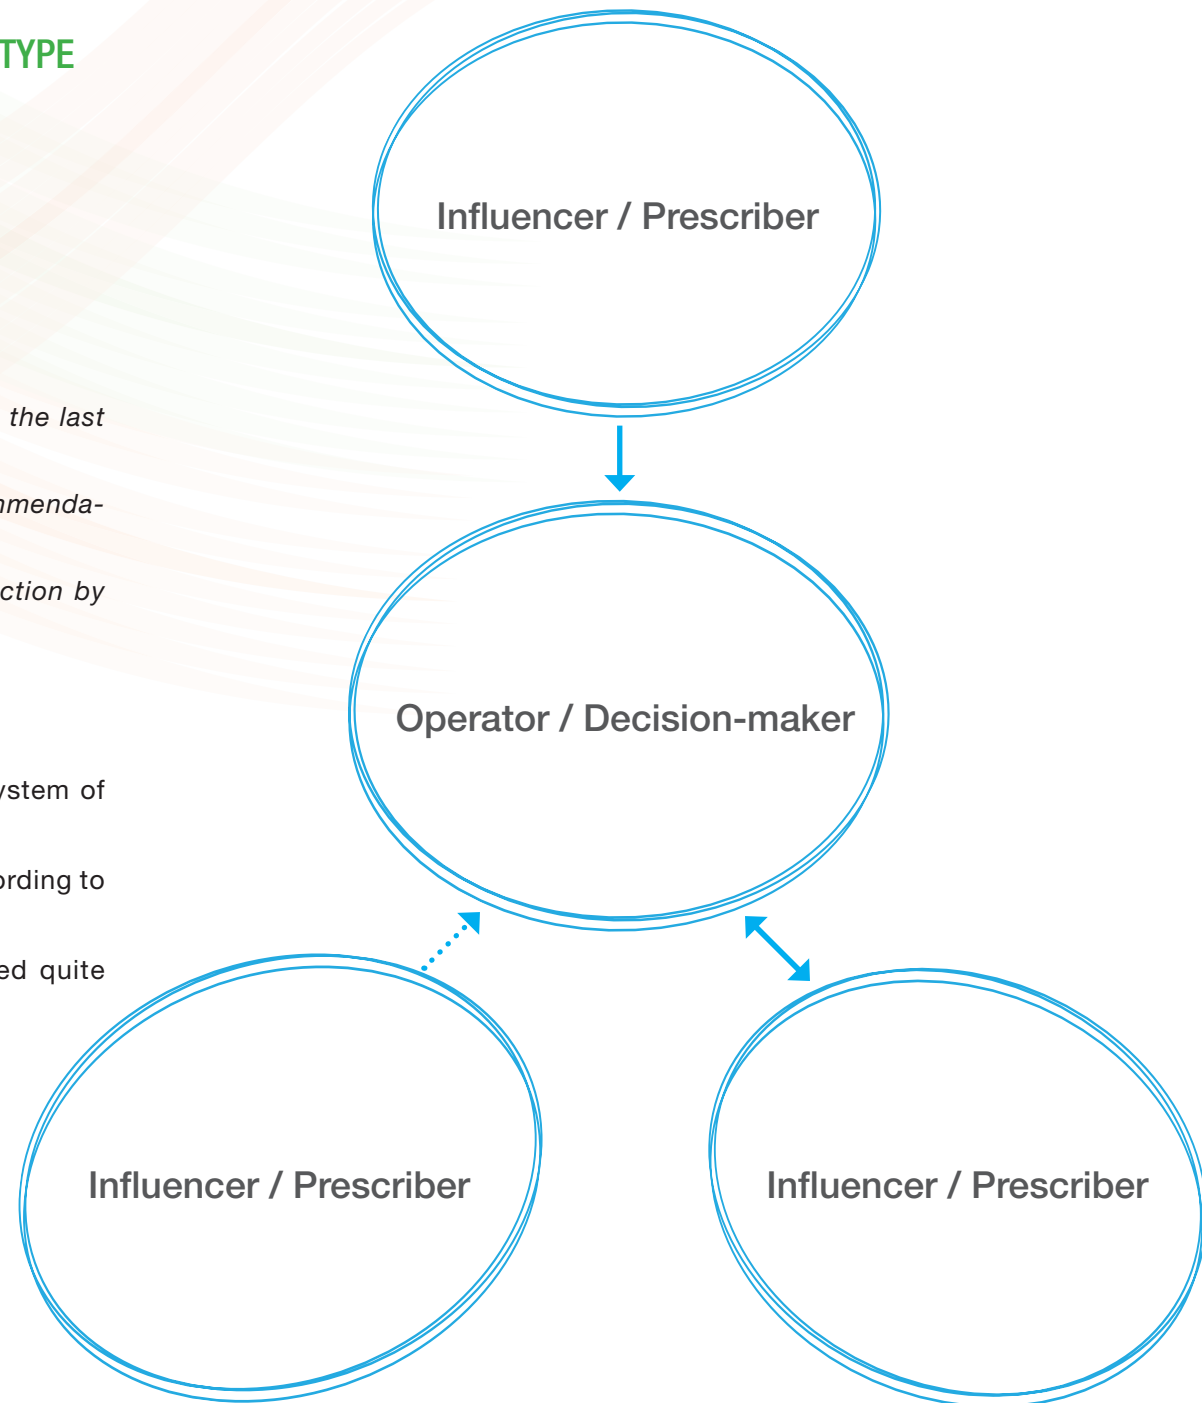 TYPE
Influencer / Prescriber
the last
mmenda-
ction by
Operator / Decision-maker
ystem of
ording to
ed quite
Influencer / Prescriber
Influencer / Prescriber